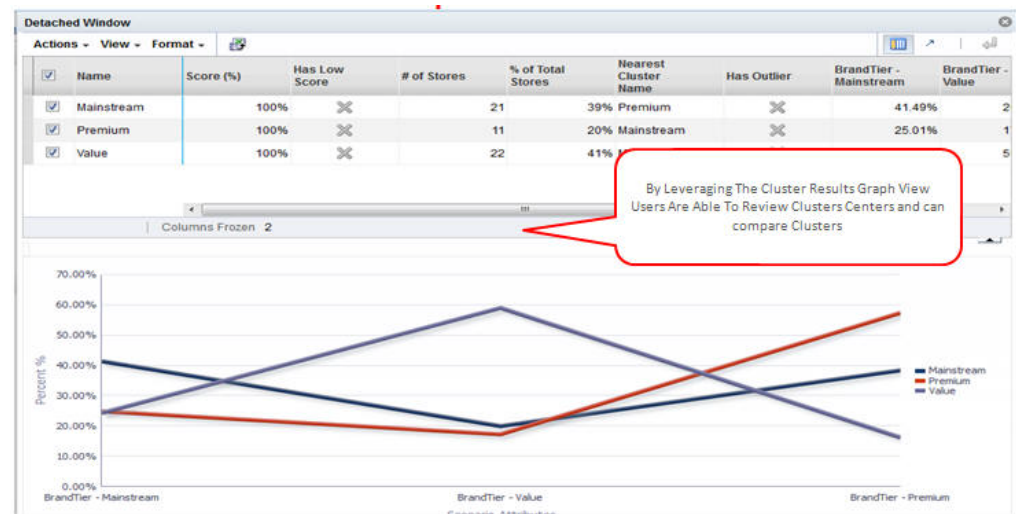 Detached Window
Actions View Format
Name Score (%) Has Low Score # of Stores % of Total Stores Nearest Cluster Name Has Outlier BrandTier - Mainstream BrandTier - Value
Mainstream 100% 21 39% Premium 41.49% 2
Premium 100% 11 20% Mainstream 25.01% 1
Value 100% 22 41% 5
By Leveraging The Cluster Results Graph View
Users Are Able To Review Clusters Centers and can
compare Clusters
Columns Frozen 2
70.00%
60.00%
50.00%
40.00%
30.00%
20.00%
10.00%
0.00%
Percent %
Mainstream
Premium
Value
BrandTier - Mainstream BrandTier - Value BrandTier - Premium